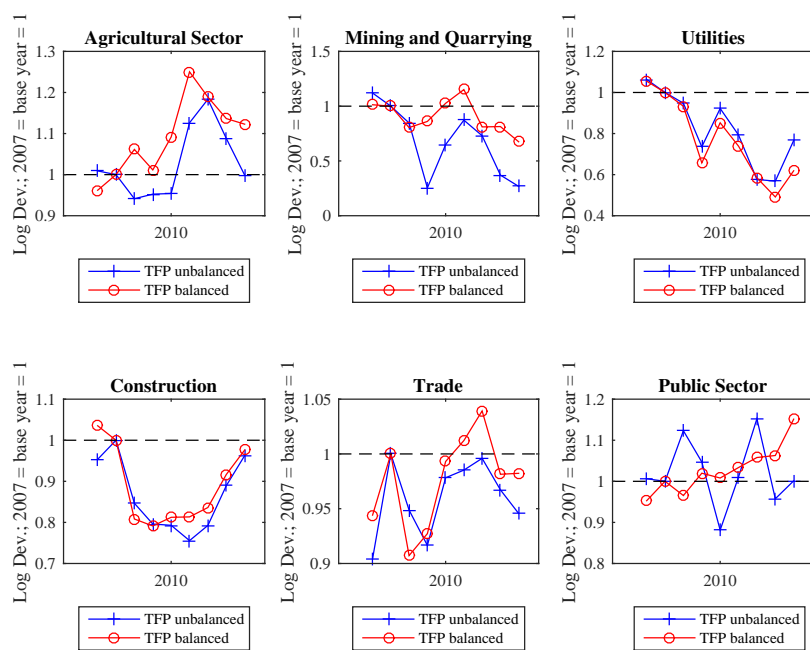 Agricultural Sector
Log Dev.; 2007 = base year = 1
1.3
1.2
1.1
1
0.9
2010
TFP unbalanced
TFP balanced
Mining and Quarrying
Log Dev.; 2007 = base year = 1
1.5
1
0.5
0
2010
TFP unbalanced
TFP balanced
Utilities
Log Dev.; 2007 = base year = 1
1.2
1
0.8
0.6
0.4
2010
TFP unbalanced
TFP balanced
Construction
Log Dev.; 2007 = base year = 1
1.1
1
0.9
0.8
0.7
2010
TFP unbalanced
TFP balanced
Trade
Log Dev.; 2007 = base year = 1
1.05
1
0.95
0.9
2010
TFP unbalanced
TFP balanced
Public Sector
Log Dev.; 2007 = base year = 1
1.2
1.1
1
0.9
0.8
2010
TFP unbalanced
TFP balanced